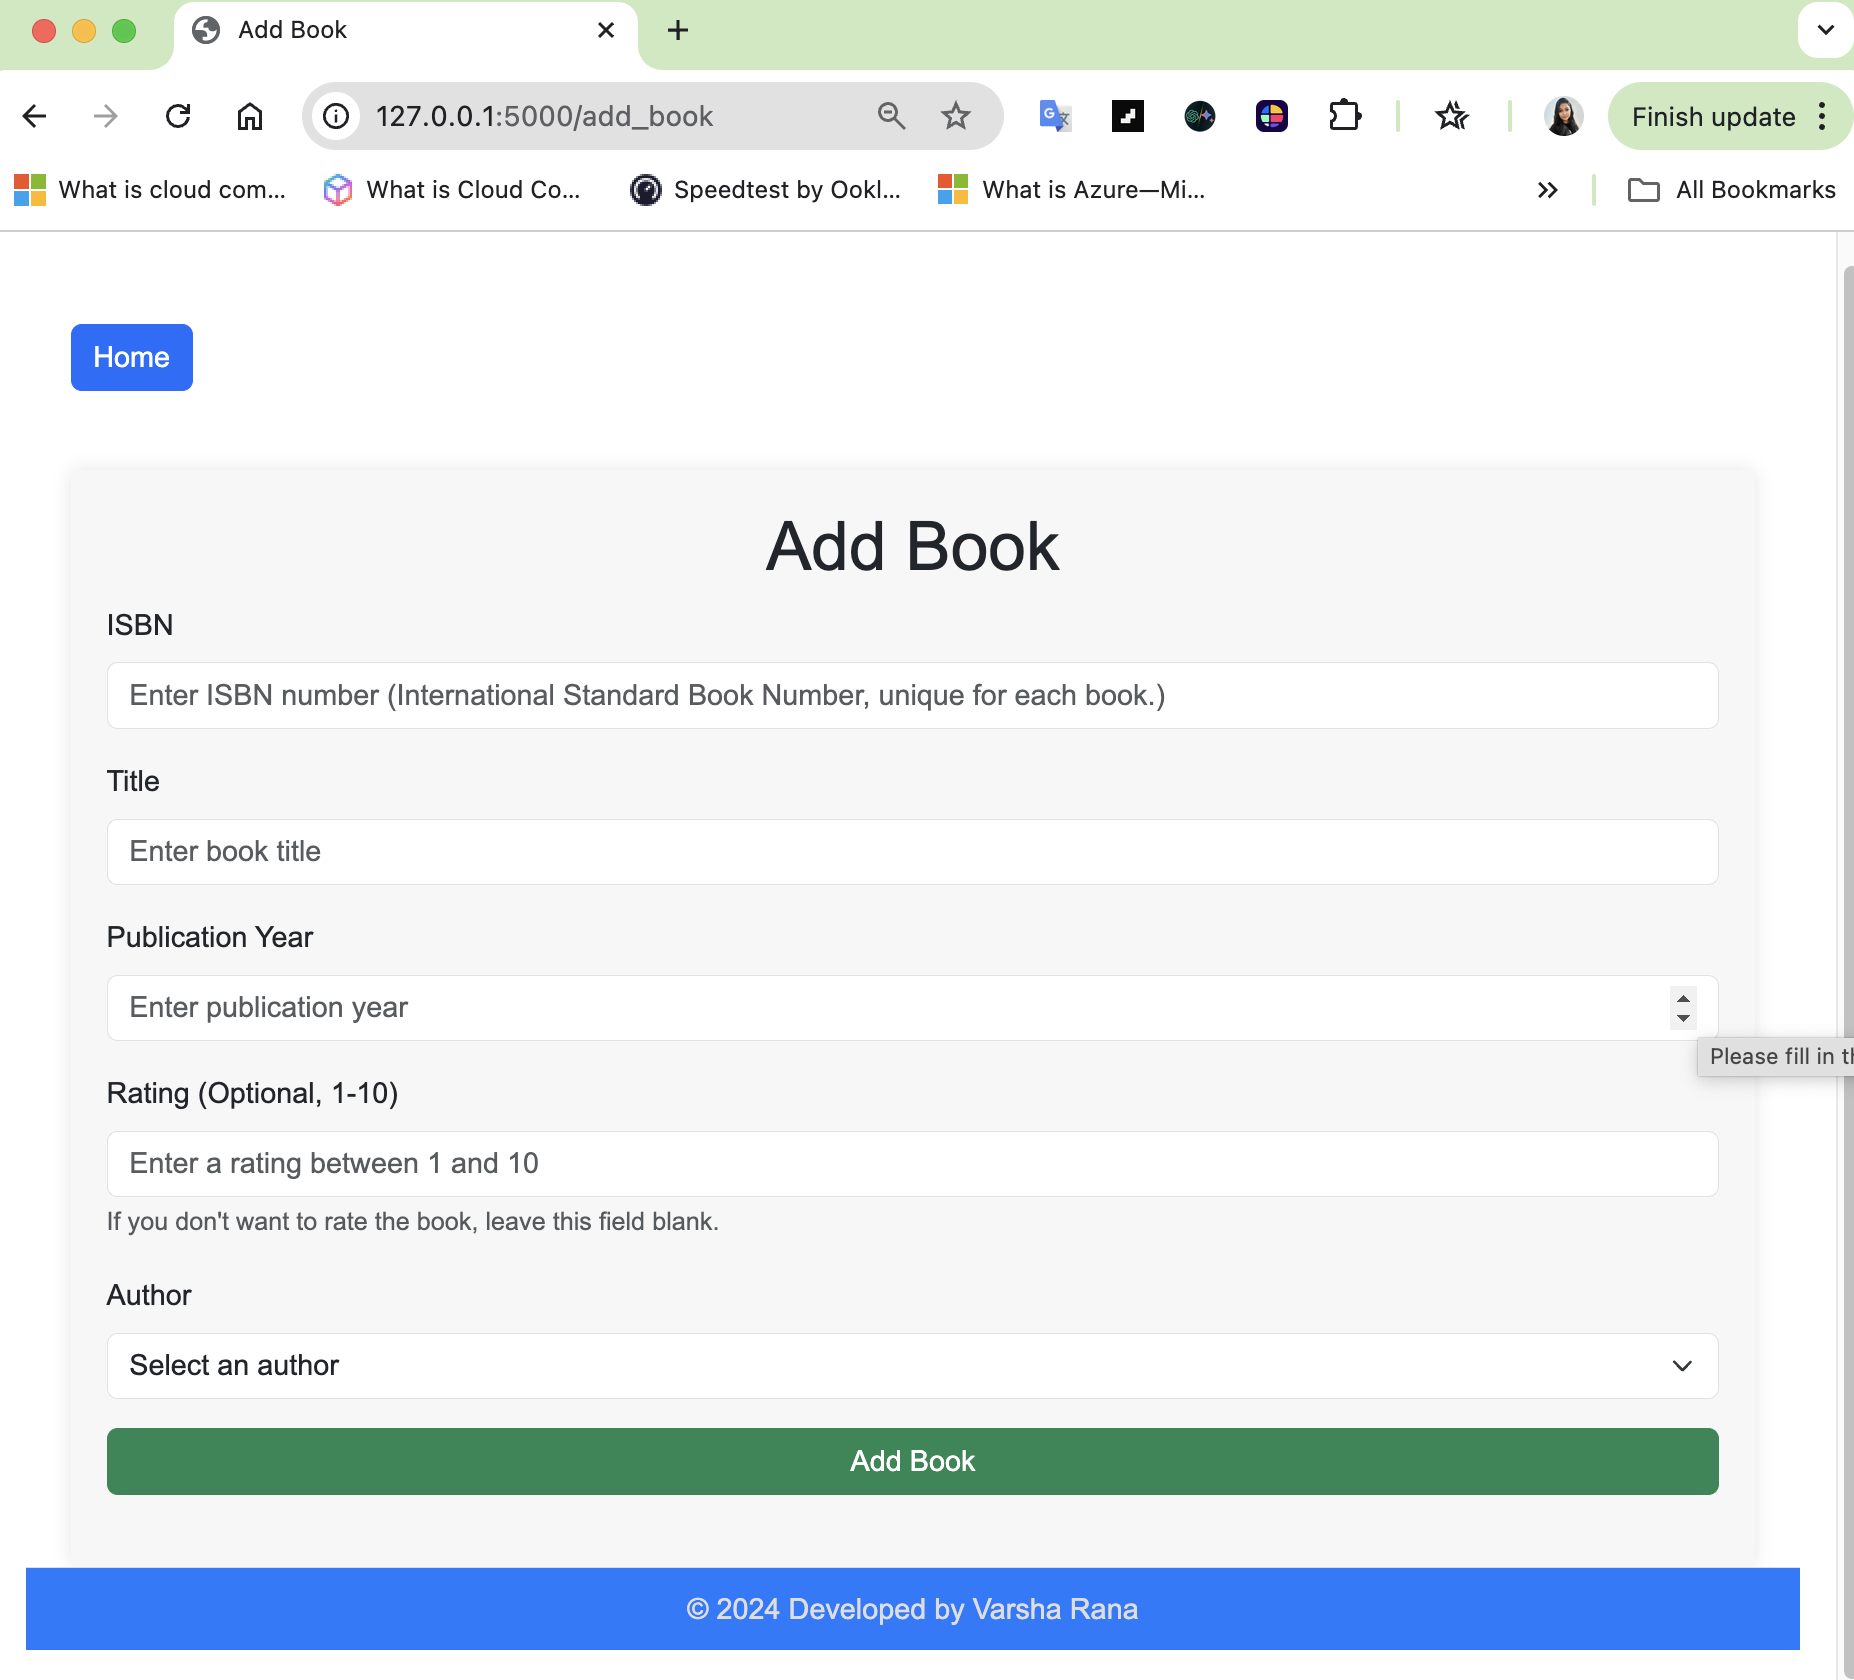 Add Book
127.0.0.1:5000/add_book
Finish update
What is cloud com...
What is Cloud Co...
Speedtest by Ookl...
What is Azure—Mi...
All Bookmarks
Home
Add Book
ISBN
Enter ISBN number (International Standard Book Number, unique for each book.)
Title
Enter book title
Publication Year
Enter publication year
Please fill in th
Rating (Optional, 1-10)
Enter a rating between 1 and 10
If you don't want to rate the book, leave this field blank.
Author
Select an author
Add Book
© 2024 Developed by Varsha Rana